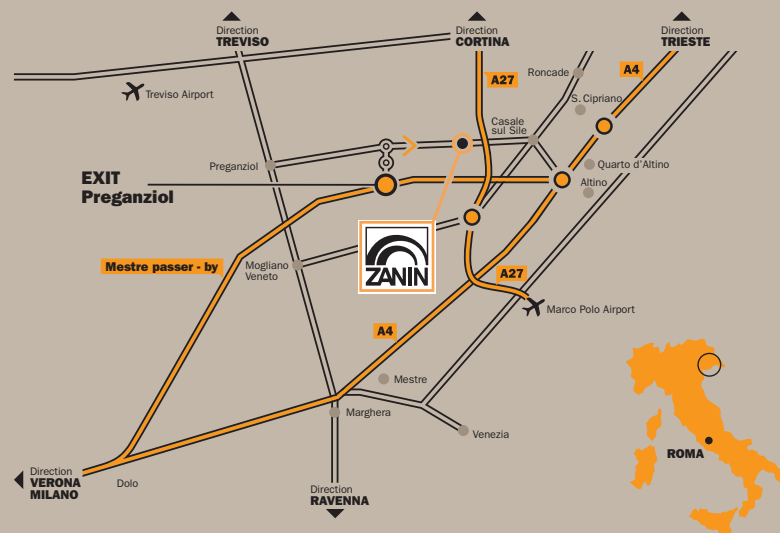 Direction
TREVISO
Direction
CORTINA
Direction
TRIESTE
A27
Roncade
A4
Treviso Airport
S. Cipriano
Casale
sul Sile
Preganziol
Quarto d'Altino
EXIT
Preganziol
Altino
Mestre passer - by
Mogliano
Veneto
ZANIN
A27
Marco Polo Airport
A4
Mestre
Marghera
Venezia
ROMA
Direction
VERONA
MILANO
Dolo
Direction
RAVENNA